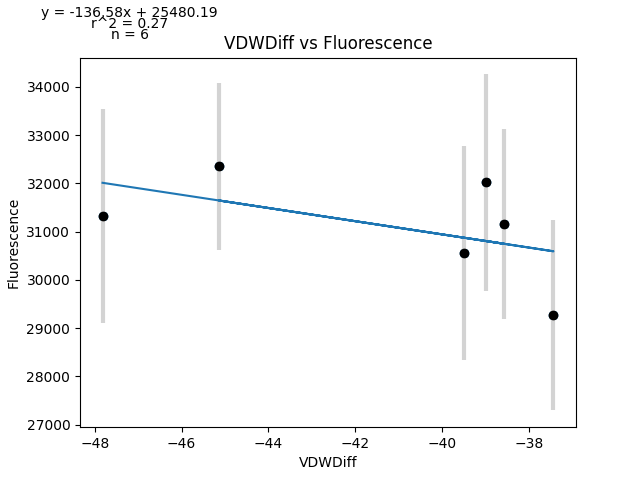 y = -136.58x + 25480.19
r^2 = 0.27
n = 6
VDWDiff vs Fluorescence
34000
33000
32000
31000
30000
29000
28000
27000
Fluorescence
−48
−46
−44
−42
−40
−38
VDWDiff